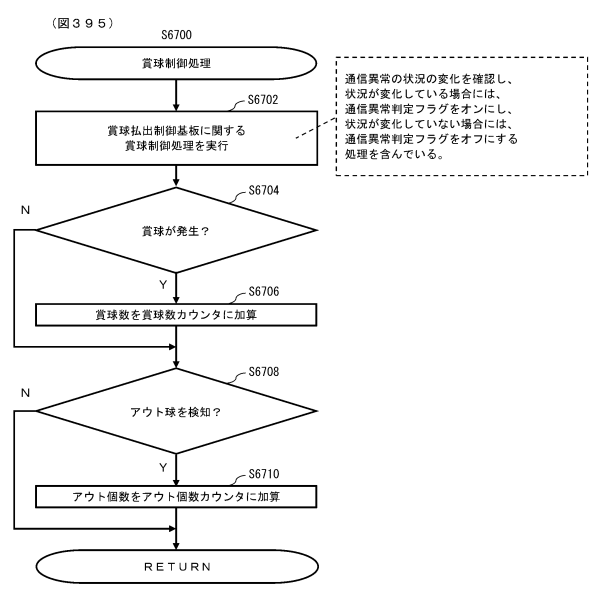 （図３９５）
S6700
賞球制御処理
S6702
賞球払出制御基板に関する
賞球制御処理を実行
通信異常の状況の変化を確認し、
状況が変化している場合には、
通信異常判定フラグをオンにし、
状況が変化していない場合には、
通信異常判定フラグをオフにする
処理を含んでいる。
S6704
N
賞球が発生？
Y
S6706
賞球数を賞球数カウンタに加算
S6708
N
アウト球を検知？
Y
S6710
アウト個数をアウト個数カウンタに加算
ＲＥＴＵＲＮ